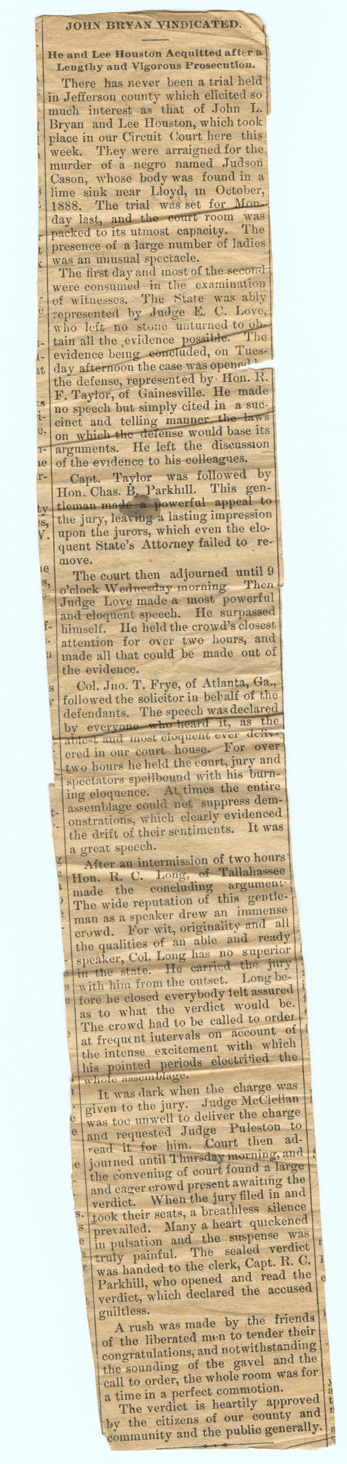 JOHN BRYAN VINDICATED.
He and Lee Houston Acquitted after a
Lengthy and Vigorous Prosecution.
There has never been a trial held
in Jefferson county which elicited so
much interest as that of John L.
Bryan and Lee Houston, which took
place in our Circuit Court here this
week. They were arraigned for the
murder of a negro named Judson
Cason, whose body was found in a
lime sink near Lloyd, in October,
1888. The trial was set for Mon-
day last, and the court room was
packed to its utmost capacity. The
presence of a large number of ladies
was an unusual spectacle.
The first day and most of the second
were consumed in the examination
of witnesses. The State was ably
represented by Judge E. C. Love,
who left no stone unturned to ob-
tain all the evidence possible. The
evidence being concluded, on Tues-
day afternoon the case was opened
the defense, represented by Hon. R.
F. Taylor, of Gainesville. He made
no speech but simply cited in a suc-
cinct and telling manner the laws
on which the defense would base its
arguments. He left the discussion
of the evidence to his colleagues.
Capt. Taylor was followed by
Hon. Chas. B. Parkhill. This gen-
tleman made a powerful appeal to
the jury, leaving a lasting impression
upon the jurors, which even the elo-
quent State's Attorney failed to re-
move.
The court then adjourned until 9
o'clock Wednesday morning. Then
Judge Love made a most powerful
and eloquent speech. He surpassed
himself. He held the crowd's closest
attention for over two hours, and
made all that could be made out of
the evidence.
Col. Jno. T. Frye, of Atlanta, Ga.,
followed the solicitor in behalf of the
defendants. The speech was declared
by everyone who heard it, as the
ablest and most eloquent ever deliv-
ered in our court house. For over
two hours he held the court, jury and
spectators spellbound with his burn-
ing eloquence. At times the entire
assemblage could not suppress dem-
onstrations, which clearly evidenced
the drift of their sentiments. It was
a great speech.
After an intermission of two hours
Hon. R. C. Long, of Tallahassee
made the concluding argument.
The wide reputation of this gentle-
man as a speaker drew an immense
crowd. For wit, originality and all
the qualities of an able and ready
speaker, Col. Long has no superior
in the state. He carried the jury
with him from the outset. Long be-
fore he closed everybody felt assured
as to what the verdict would be.
The crowd had to be called to order
at frequent intervals on account of
the intense excitement with which
his pointed periods electrified the
whole assemblage.
It was dark when the charge was
given to the jury. Judge McClellan
was too unwell to deliver the charge
and requested Judge Puleston to
read it for him. Court then ad-
journed until Thursday morning, and
the convening of court found a large
and eager crowd present awaiting the
verdict. When the jury filed in and
took their seats, a breathless silence
prevailed. Many a heart quickened
in pulsation and the suspense was
truly painful. The sealed verdict
was handed to the clerk, Capt. R. C.
Parkhill, who opened and read the
verdict, which declared the accused
guiltless.
A rush was made by the friends
of the liberated men to tender their
congratulations, and notwithstanding
the sounding of the gavel and the
call to order, the whole room was for
a time in a perfect commotion.
The verdict is heartily approved
by the citizens of our county and
community and the public generally.